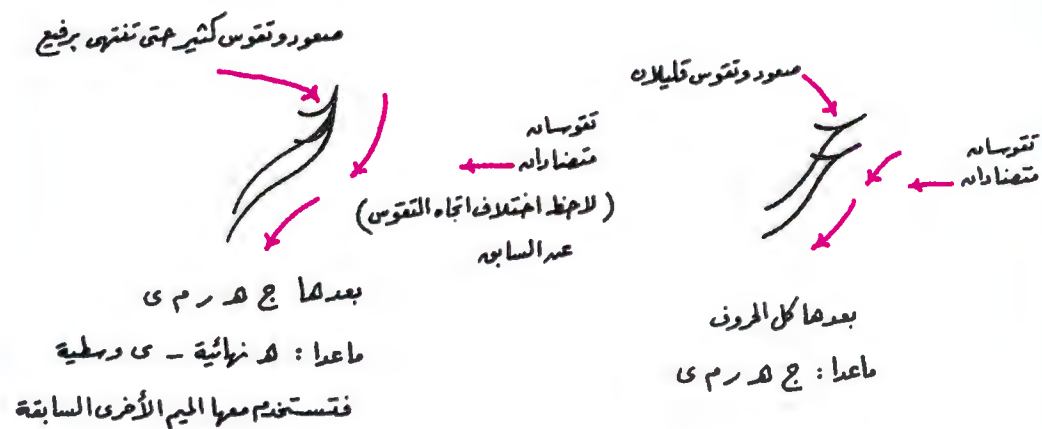 صعود وتقوس قليلان
تقوسان
متضادان
بعدها كل الحروف
ماعدا : ج هـ ر م ى
صعود وتقوس كثير حتى تنتهى برفيع
تقوسان
متضادان
( لاحظ اختلاف اتجاه التقوس )
عن السابق
بعدها ج هـ ر م ى
ماعدا : هـ نهائية - ى وسطية
فتستخدم معها الميم الأخرى السابقة